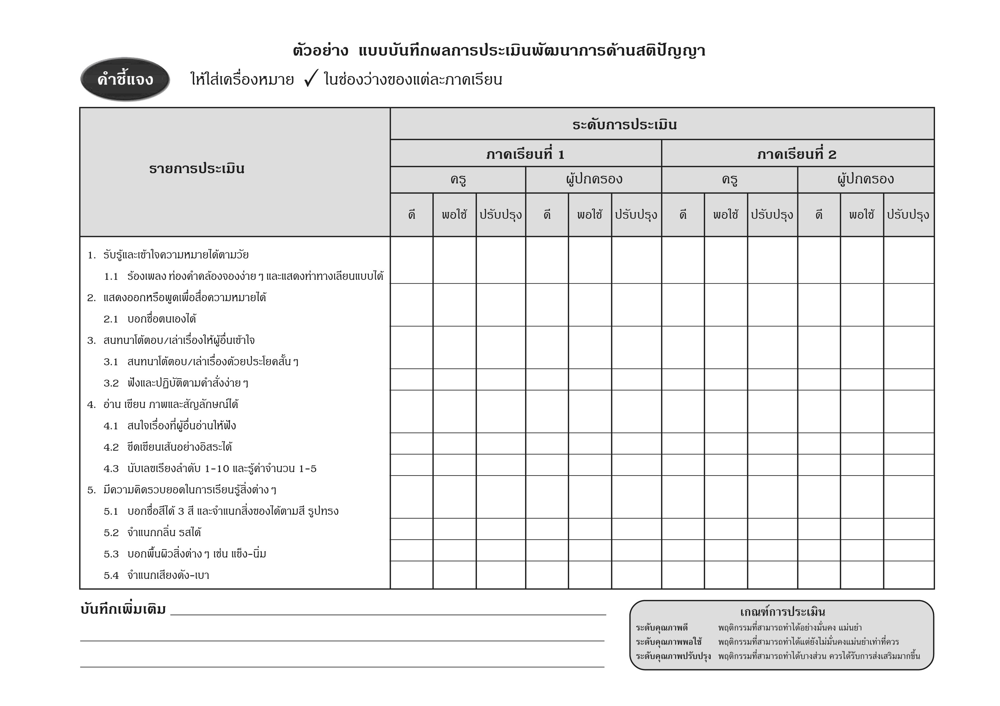 ตัวอย่าง แบบบันทึกผลการประเมินพัฒนาการด้านสติปัญญา
คำชี้แจง ให้ใส่เครื่องหมาย ✓ ในช่องว่างของแต่ละภาคเรียน
รายการประเมิน
ระดับการประเมิน
ภาคเรียนที่ 1 ภาคเรียนที่ 2
ครู ผู้ปกครอง ครู ผู้ปกครอง
ดี พอใช้ ปรับปรุง ดี พอใช้ ปรับปรุง ดี พอใช้ ปรับปรุง ดี พอใช้ ปรับปรุง
1. รับรู้และเข้าใจความหมายได้ตามวัย
1.1 ร้องเพลง ท่องคำคล้องจองง่าย ๆ และแสดงท่าทางเลียนแบบได้
2. แสดงออกหรือพูดเพื่อสื่อความหมายได้
2.1 บอกชื่อตนเองได้
3. สนทนาโต้ตอบ/เล่าเรื่องให้ผู้อื่นเข้าใจ
3.1 สนทนาโต้ตอบ/เล่าเรื่องด้วยประโยคสั้น ๆ
3.2 ฟังและปฏิบัติตามคำสั่งง่าย ๆ
4. อ่าน เขียน ภาพและสัญลักษณ์ได้
4.1 สนใจเรื่องที่ผู้อื่นอ่านให้ฟัง
4.2 ขีดเขียนเส้นอย่างอิสระได้
4.3 นับเลขเรียงลำดับ 1-10 และรู้ค่าจำนวน 1-5
5. มีความคิดรวบยอดในการเรียนรู้สิ่งต่าง ๆ
5.1 บอกชื่อสีได้ 3 สี และจำแนกสิ่งของได้ตามสี รูปทรง
5.2 จำแนกกลิ่น รสได้
5.3 บอกพื้นผิวสิ่งต่าง ๆ เช่น แข็ง-นิ่ม
5.4 จำแนกเสียงดัง-เบา
บันทึกเพิ่มเติม
เกณฑ์การประเมิน
ระดับคุณภาพดี พฤติกรรมที่สามารถทำได้อย่างมั่นคง แม่นยำ
ระดับคุณภาพพอใช้ พฤติกรรมที่สามารถทำได้แต่ยังไม่มั่นคงแม่นยำเท่าที่ควร
ระดับคุณภาพปรับปรุง พฤติกรรมที่สามารถทำได้บางส่วน ควรได้รับการส่งเสริมมากขึ้น